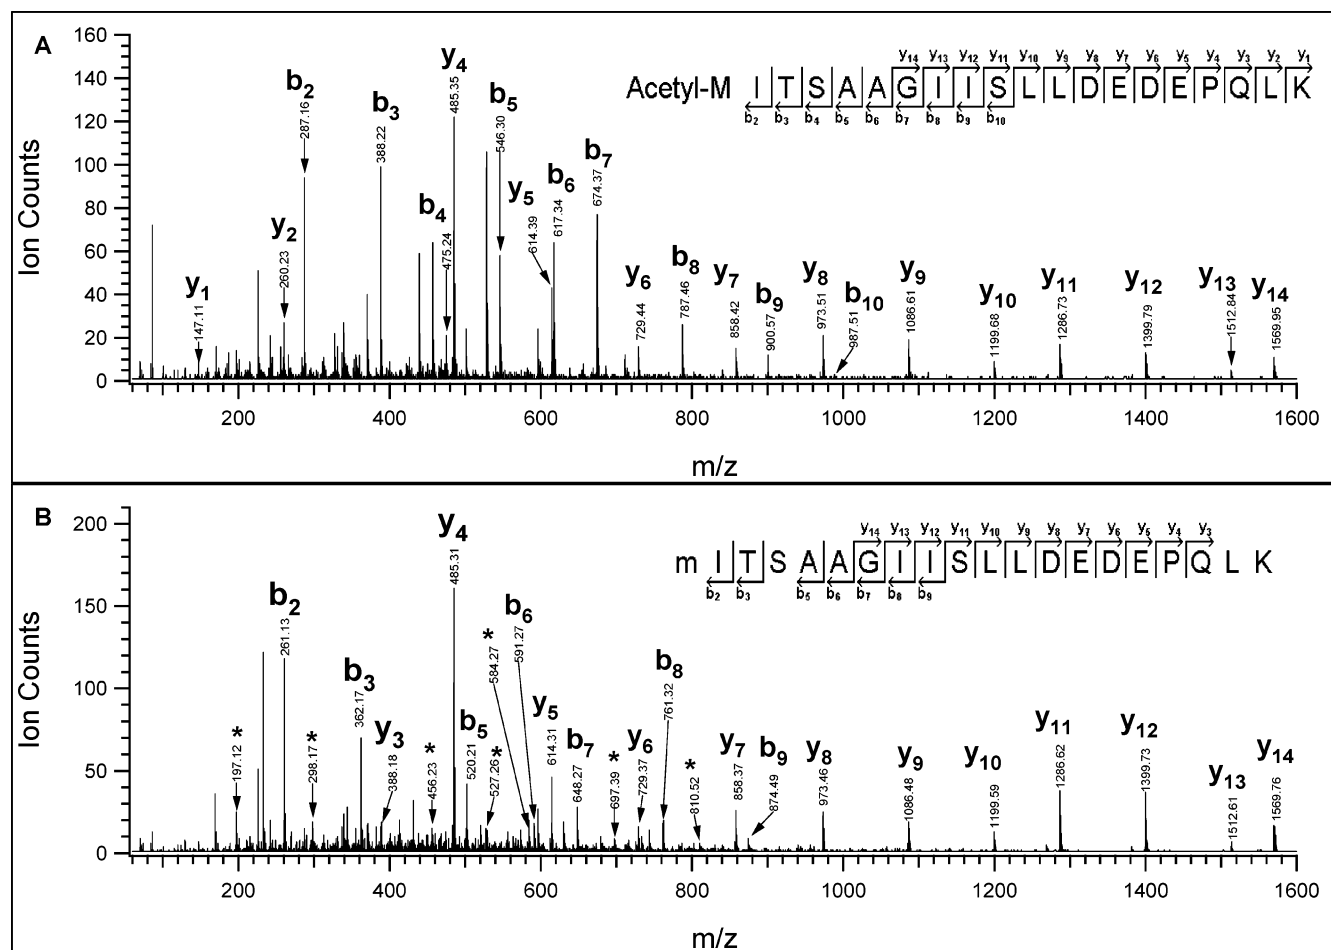 A
Ion Counts
160
140
120
100
80
60
40
20
0
y14 y13 y12 y11 y10 y9 y8 y7 y6 y5 y4 y3 y2 y1
Acetyl-M I T S A A G I I S L L D E D E P Q L K
b2 b3 b4 b5 b6 b7 b8 b9 b10
y1 147.11
y2 260.23
b2 287.16
b3 388.22
b4 475.24
y4 485.35
b5 546.30
y5 614.39
b6 617.34
b7 674.37
y6 729.44
b8 787.46
y7 858.42
b9 900.57
y8 973.51
b10 987.51
y9 1086.61
y10 1199.68
y11 1286.73
y12 1399.79
y13 1512.84
y14 1569.95
200 400 600 800 1000 1200 1400 1600
m/z
B
Ion Counts
200
150
100
50
0
y14 y13 y12 y11 y10 y9 y8 y7 y6 y5 y4 y3
m I T S A A G I I S L L D E D E P Q L K
b2 b3 b5 b6 b7 b8 b9
* 197.12
b2 261.13
* 298.17
b3 362.17
y3 388.18
* 456.23
y4 485.31
b5 520.21
527.26 *
* 584.27
b6 591.27
y5 614.31
b7 648.27
* 697.39
y6 729.37
b8 761.32
* 810.52
y7 858.37
b9 874.49
y8 973.46
y9 1086.48
y10 1199.59
y11 1286.62
y12 1399.73
y13 1512.61
y14 1569.76
200 400 600 800 1000 1200 1400 1600
m/z